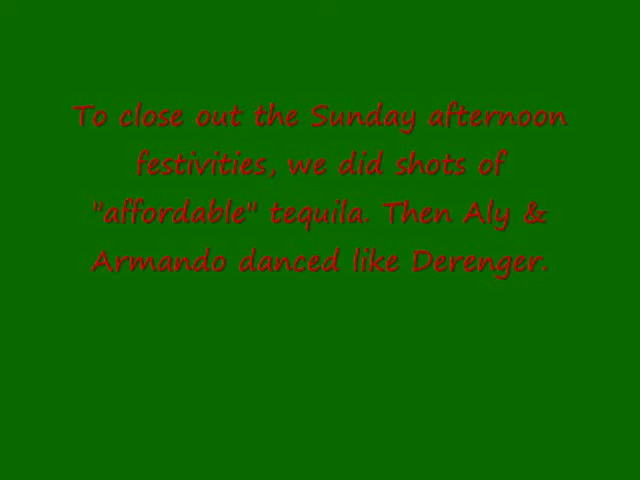 To close out the Sunday afternoon
festivities, we did shots of
"affordable" tequila. Then Aly &
Armando danced like Derenger.